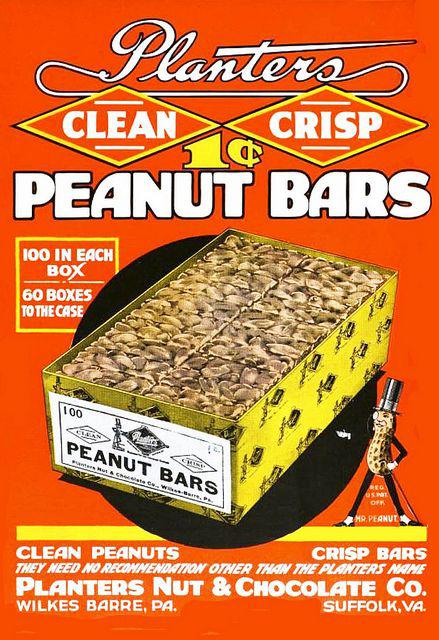 Planters
CLEAN CRISP
1¢
PEANUT BARS
100 IN EACH
BOX
60 BOXES
TO THE CASE
100
CLEAN Planters CRISP
PEANUT BARS
Planters Nut & Chocolate Co., Wilkes-Barre, Pa.
REG
U.S.PAT.
OFF.
MR. PEANUT
CLEAN PEANUTS CRISP BARS
THEY NEED NO RECOMMENDATION OTHER THAN THE PLANTERS NAME
PLANTERS NUT & CHOCOLATE CO.
WILKES BARRE, PA. SUFFOLK, VA.